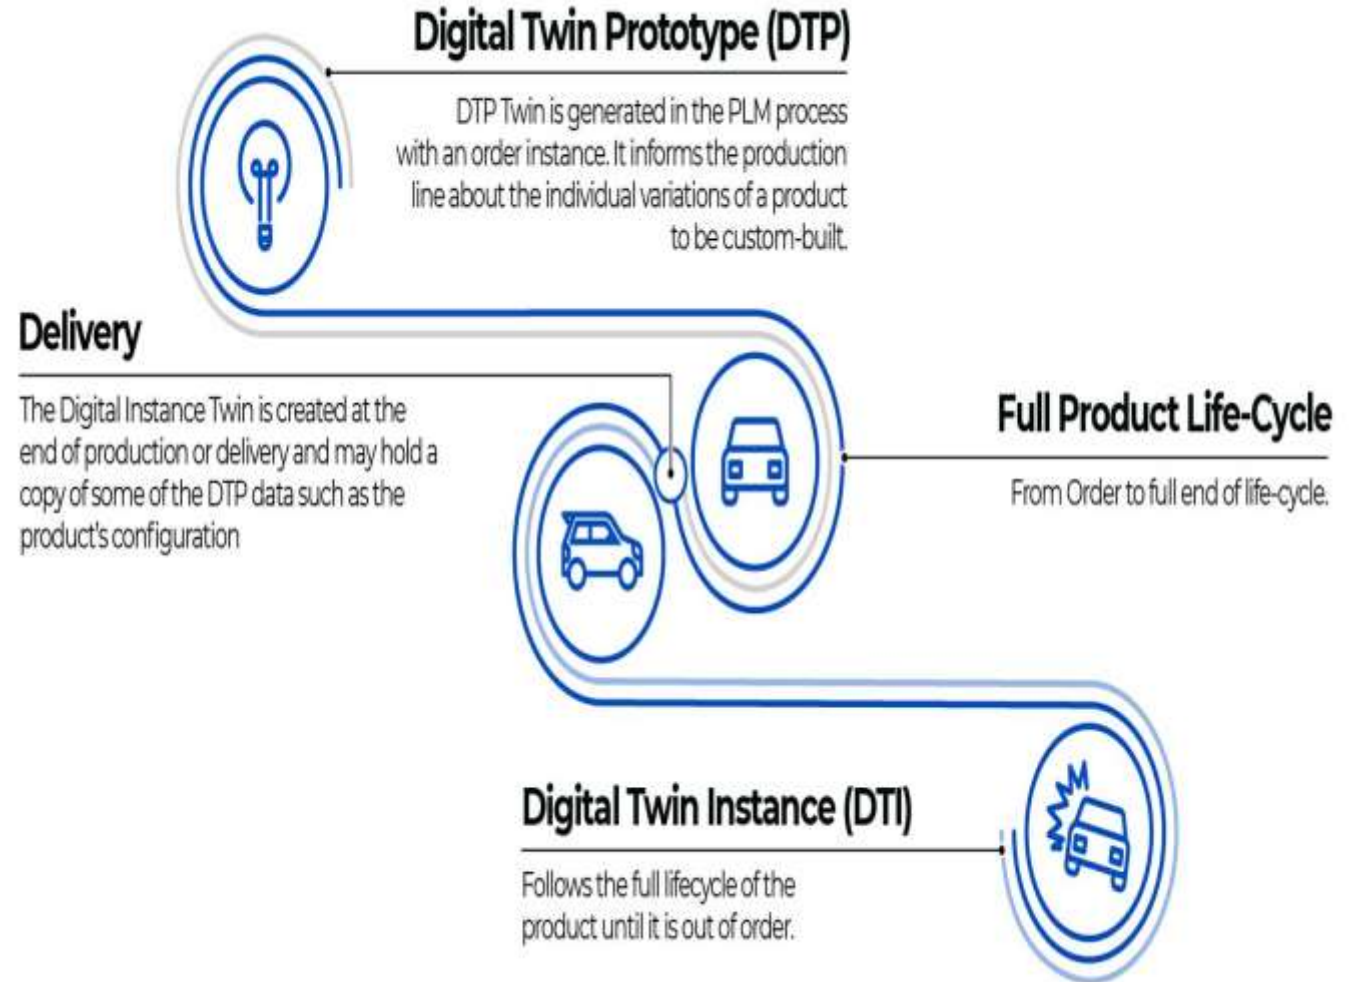 Digital Twin Prototype (DTP)
DTP Twin is generated in the PLM process
with an order instance. It informs the production
line about the individual variations of a product
to be custom-built.
Delivery
The Digital Instance Twin is created at the
end of production or delivery and may hold a
copy of some of the DTP data such as the
product's configuration
Full Product Life-Cycle
From Order to full end of life-cycle.
Digital Twin Instance (DTI)
Follows the full lifecycle of the
product until it is out of order.